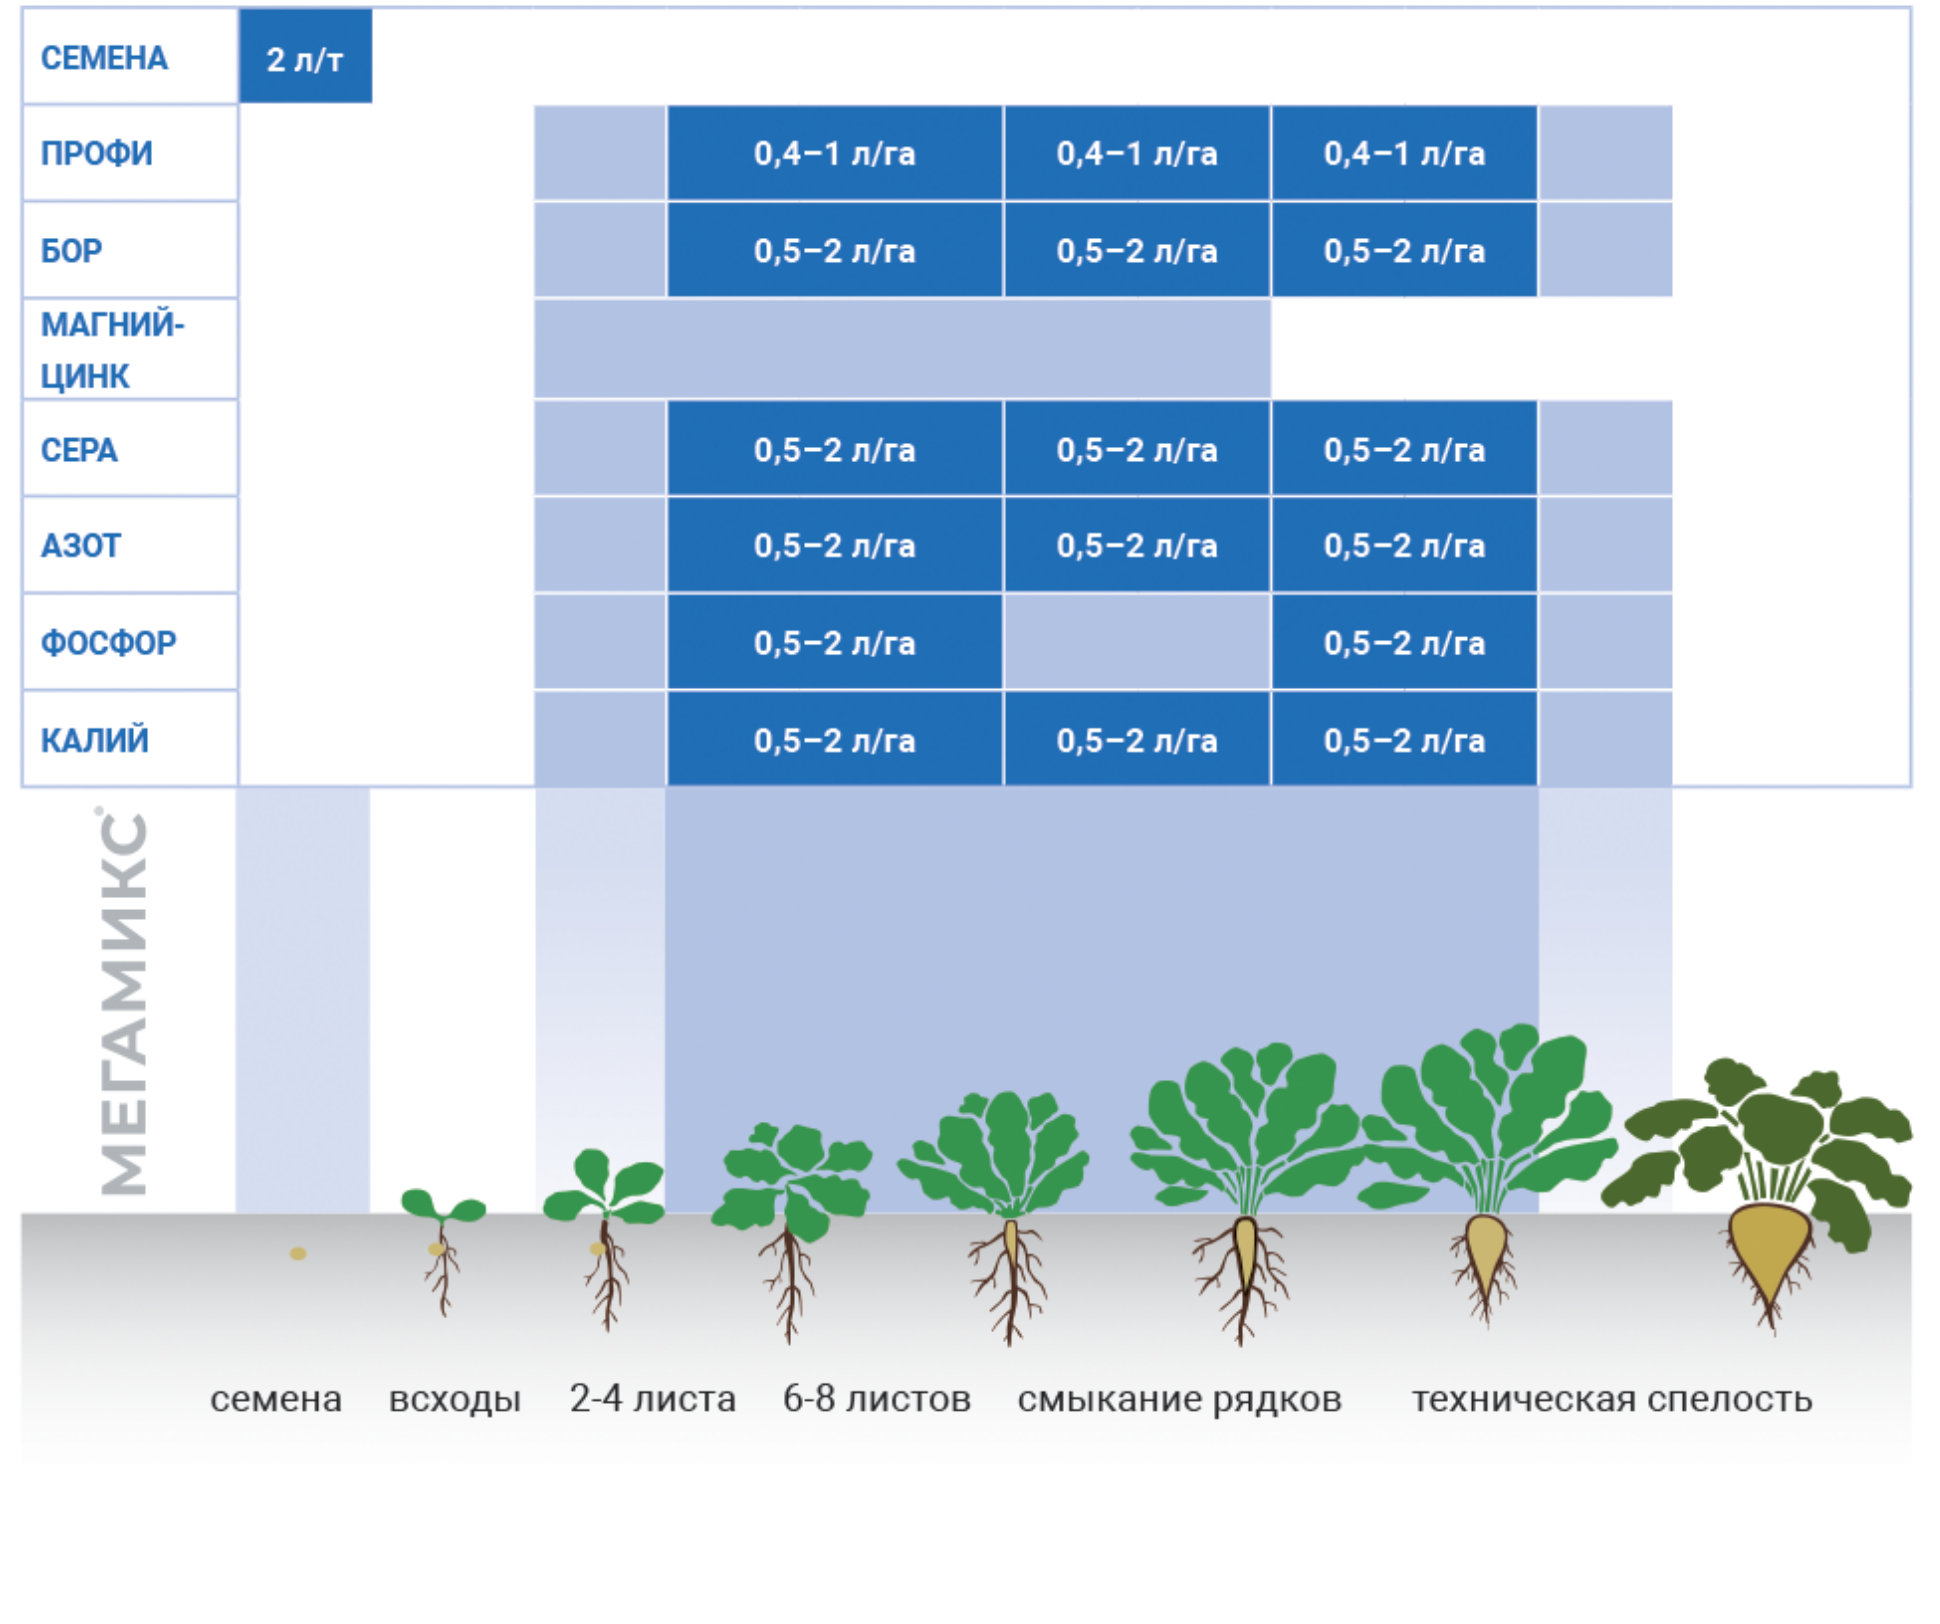 СЕМЕНА 2 л/т
ПРОФИ 0,4–1 л/га 0,4–1 л/га 0,4–1 л/га
БОР 0,5–2 л/га 0,5–2 л/га 0,5–2 л/га
МАГНИЙ-
ЦИНК
СЕРА 0,5–2 л/га 0,5–2 л/га 0,5–2 л/га
АЗОТ 0,5–2 л/га 0,5–2 л/га 0,5–2 л/га
ФОСФОР 0,5–2 л/га 0,5–2 л/га
КАЛИЙ 0,5–2 л/га 0,5–2 л/га 0,5–2 л/га
МЕГАМИКС
семена всходы 2-4 листа 6-8 листов смыкание рядков техническая спелость